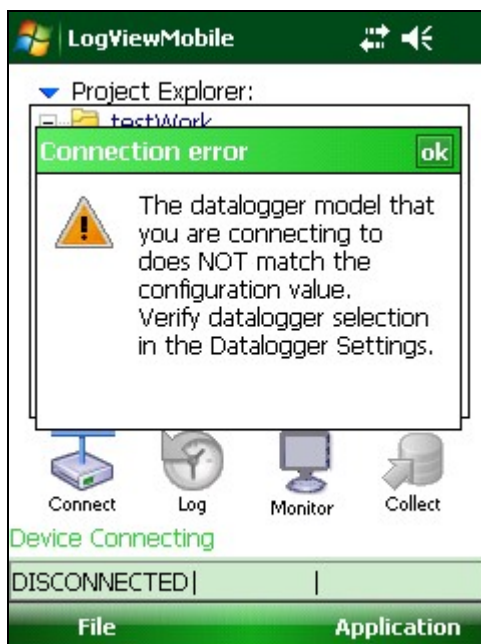 LogViewMobile
Project Explorer:
testWork
Connection error
ok
The datalogger model that
you are connecting to
does NOT match the
configuration value.
Verify datalogger selection
in the Datalogger Settings.
Connect Log Monitor Collect
Device Connecting
DISCONNECTED| |
File Application